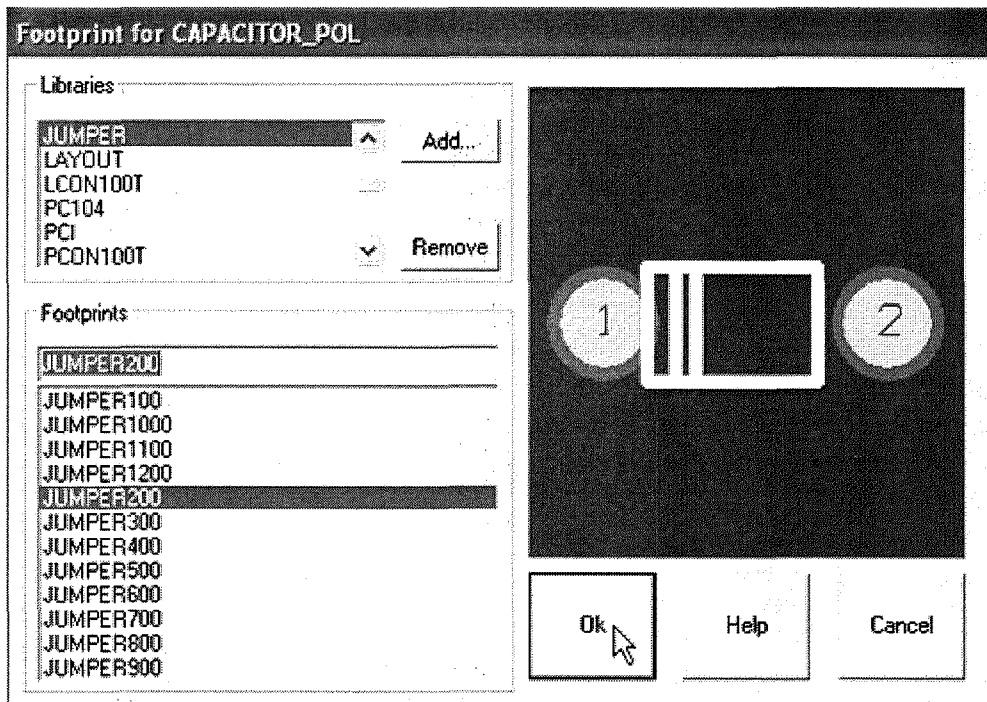 Footprint for CAPACITOR_POL
Libraries
JUMPER
LAYOUT
LCON100T
PC104
PCI
PCON100T
Add...
Remove
Footprints
JUMPER200
JUMPER100
JUMPER1000
JUMPER1100
JUMPER1200
JUMPER200
JUMPER300
JUMPER400
JUMPER500
JUMPER600
JUMPER700
JUMPER800
JUMPER900
1
2
Ok
Help
Cancel